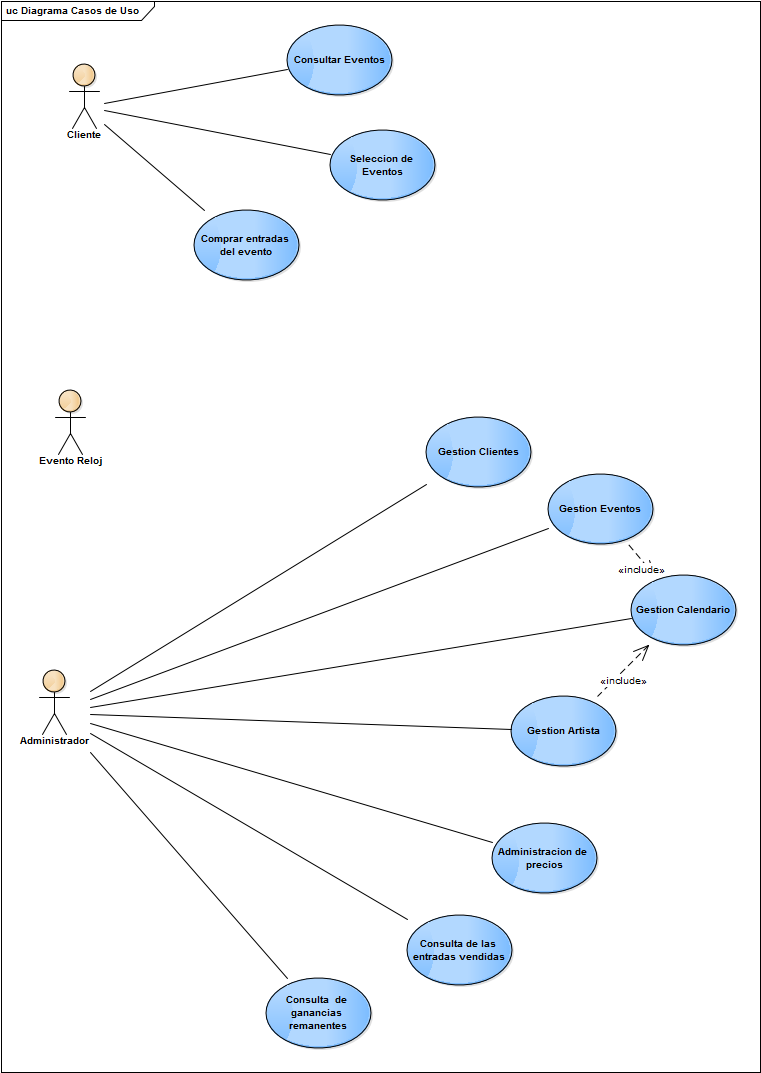 uc Diagrama Casos de Uso
Consultar Eventos
Cliente
Seleccion de
Eventos
Comprar entradas
del evento
Evento Reloj
Gestion Clientes
Gestion Eventos
«include»
Gestion Calendario
«include»
Administrador
Gestion Artista
Administracion de
precios
Consulta de las
entradas vendidas
Consulta de
ganancias
remanentes